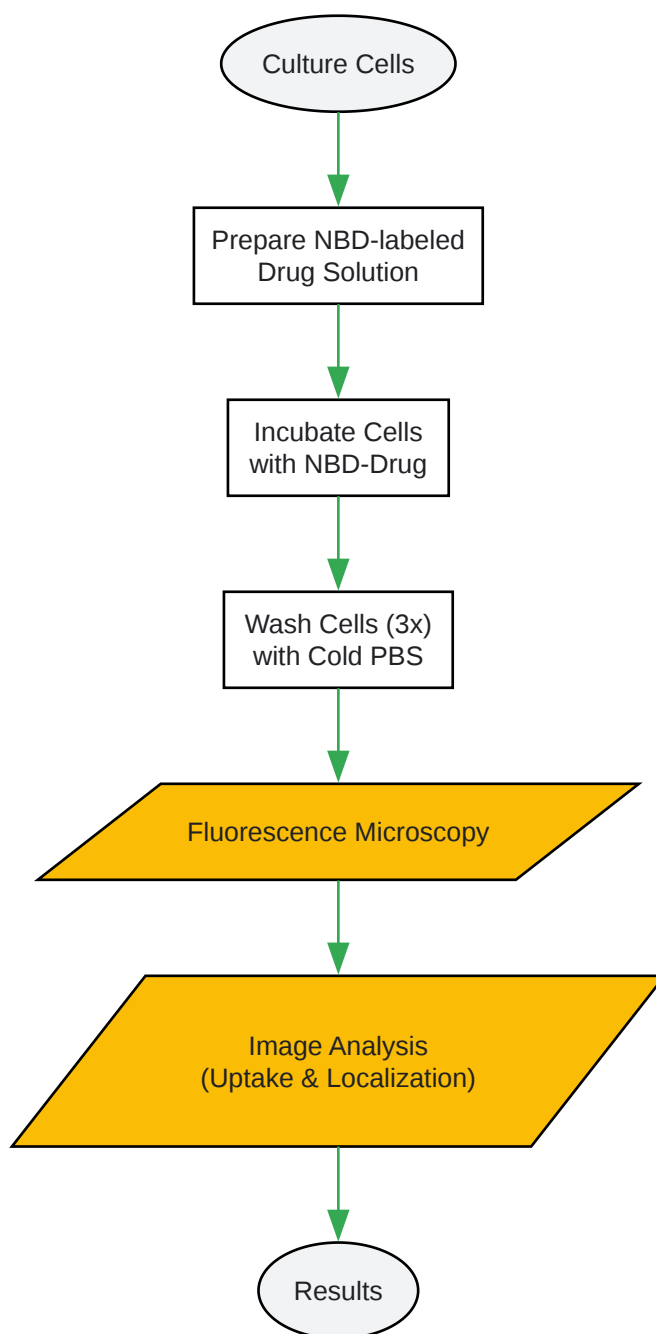 Culture Cells
Prepare NBD-labeled
Drug Solution
Incubate Cells
with NBD-Drug
Wash Cells (3x)
with Cold PBS
Fluorescence Microscopy
Image Analysis
(Uptake & Localization)
Results